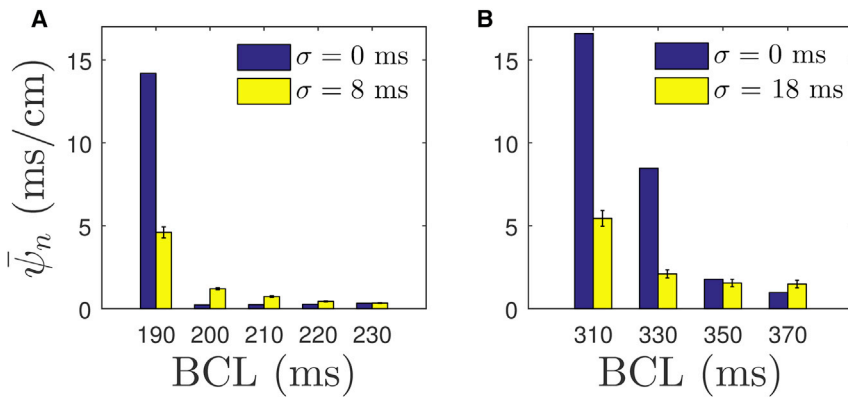 A
σ = 0 ms
σ = 8 ms
15
10
5
0
ψ̄ₙ (ms/cm)
190 200 210 220 230
BCL (ms)
B
σ = 0 ms
σ = 18 ms
15
10
5
0
310 330 350 370
BCL (ms)